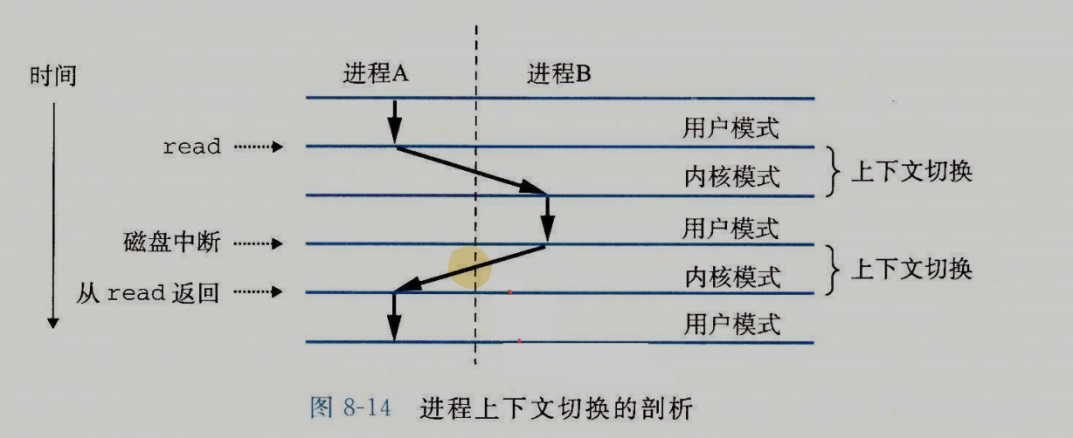 时间
进程A
进程B
用户模式
read
内核模式
上下文切换
用户模式
磁盘中断
内核模式
上下文切换
从 read 返回
用户模式
图 8-14 进程上下文切换的剖析